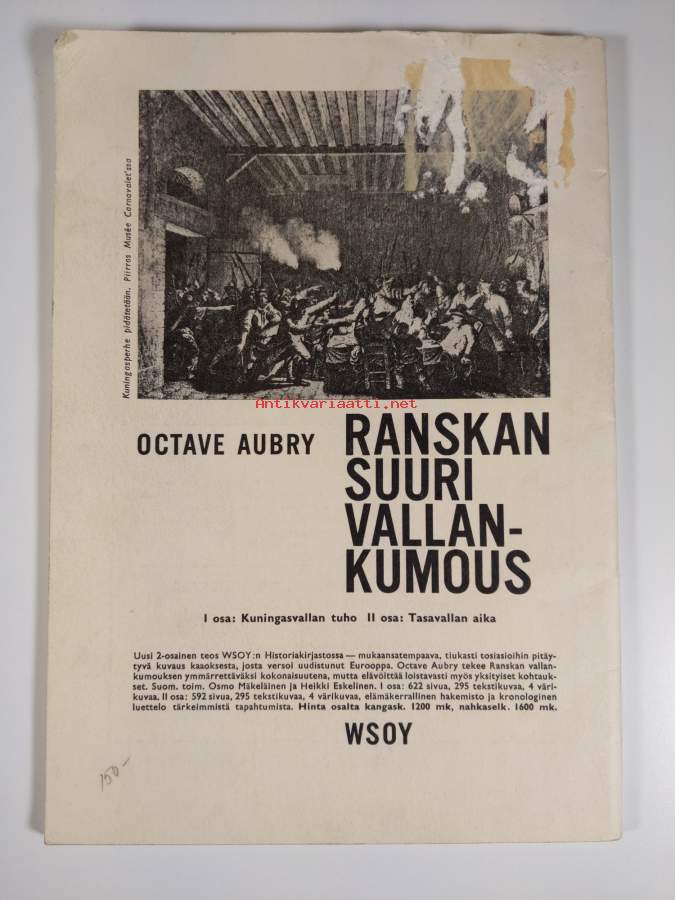 Kuningasperhe pidätetään, Piirros Musée Carnavalet'ssa
Antikvariaatti.net
OCTAVE AUBRY
RANSKAN
SUURI
VALLAN-
KUMOUS
I osa: Kuningasvallan tuho II osa: Tasavallan aika
Uusi 2-osainen teos WSOY:n Historiakirjastossa — mukaansatempaava, tiukasti tosiasioihin pitäy-
tyvä kuvaus kaaoksesta, josta versoi uudistunut Eurooppa. Octave Aubry tekee Ranskan vallan-
kumouksen ymmärrettäväksi kokonaisuutena, mutta elävöittää loistavasti myös yksityiset kohtauk-
set. Suom. toim. Osmo Mäkeläinen ja Heikki Eskelinen. I osa: 622 sivua, 295 tekstikuvaa, 4 väri-
kuvaa. II osa: 592 sivua, 295 tekstikuvaa, 4 värikuvaa, elämäkerrallinen hakemisto ja kronologinen
luettelo tärkeimmistä tapahtumista. Hinta osalta kangask. 1200 mk, nahkaselk. 1600 mk.
WSOY
150-